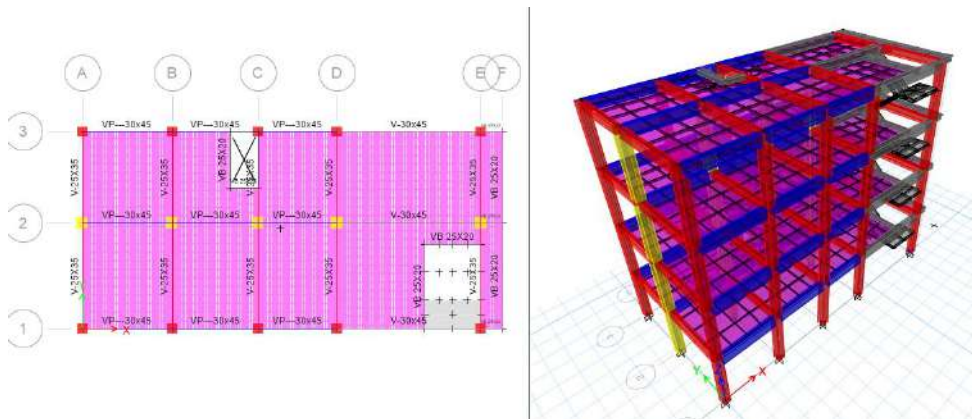 A B C D E F
3
VP---30x45 VP---30x45 VP---30x45 V-30x45
V-25X35 V-25X35 VB 25X20 V-25X35 V-25X35 V-25X35 VB 25X20
2
VP---30x45 VP---30x45 VP---30x45 V-30x45
VB 25X20
V-25X35 V-25X35 V-25X35 V-25X35 VB 25X20 V-25X35 VB 25X20
1
VP---30x45 VP---30x45 VP---30x45 V-30x45
X
Y X